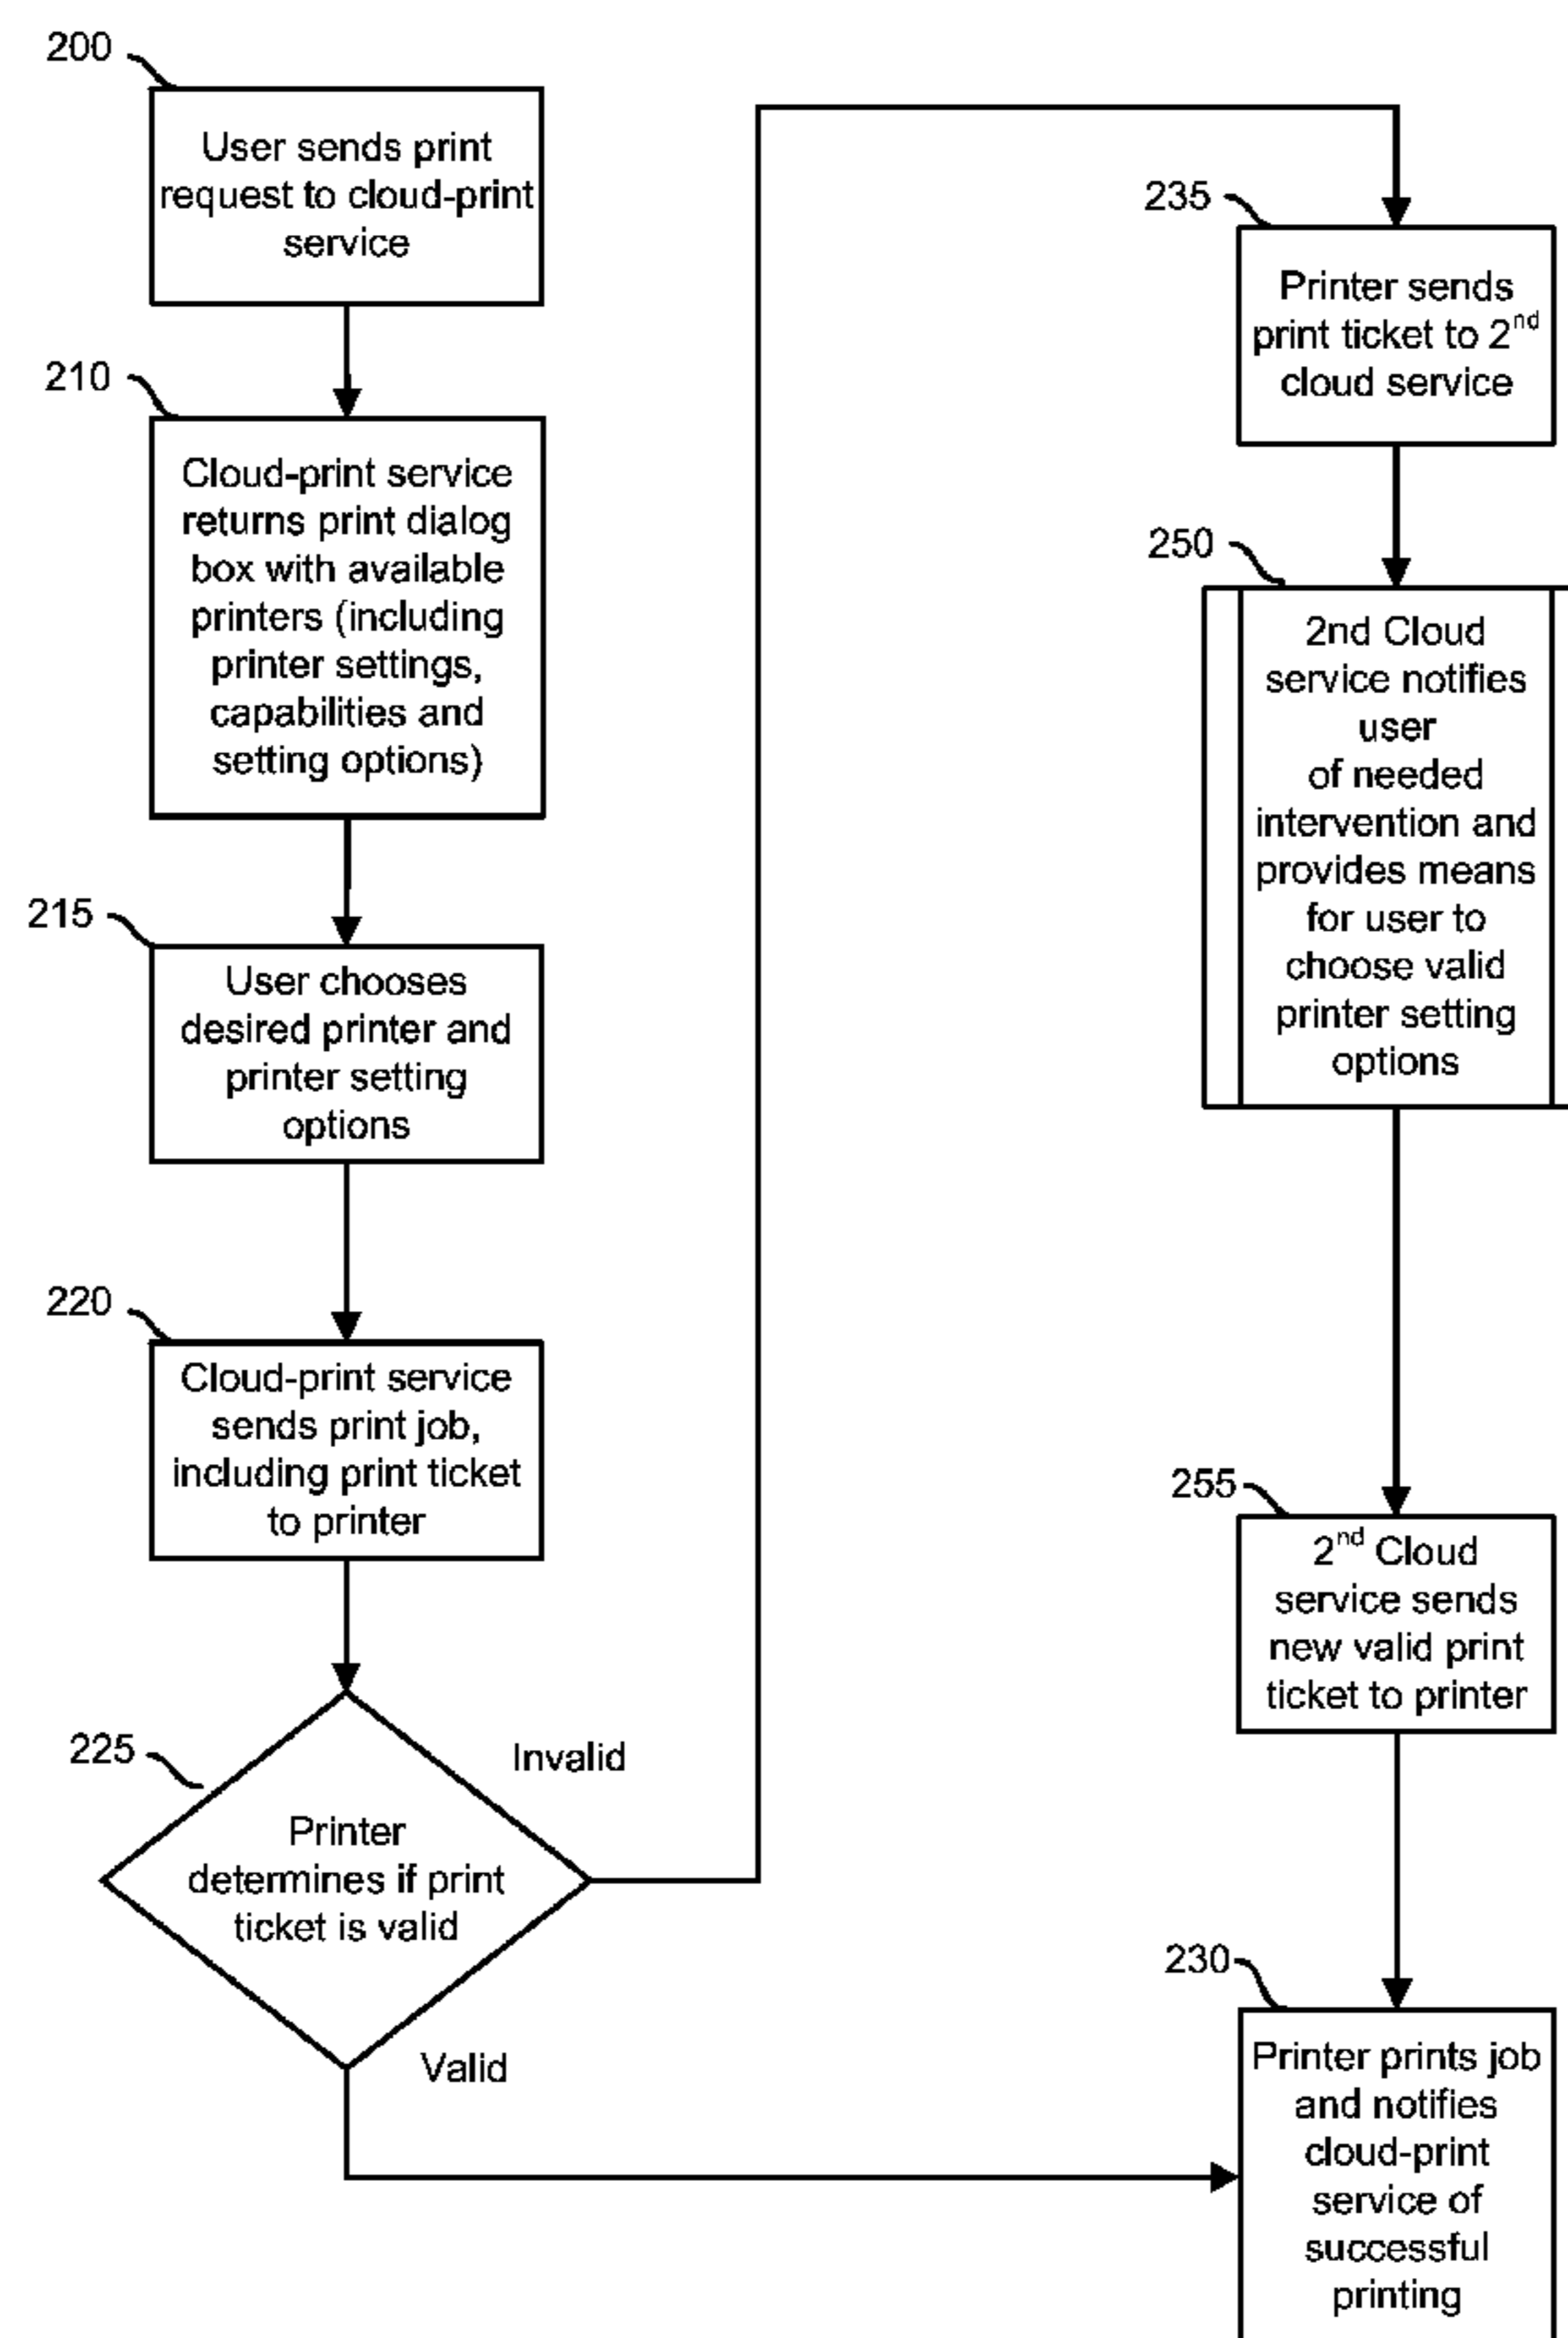 200
User sends print
request to cloud-print
service
210
Cloud-print service
returns print dialog
box with available
printers (including
printer settings,
capabilities and
setting options)
215
User chooses
desired printer and
printer setting
options
220
Cloud-print service
sends print job,
including print ticket
to printer
225
Invalid
Printer
determines if print
ticket is valid
Valid
235
Printer sends
print ticket to 2nd
cloud service
250
2nd Cloud
service notifies
user
of needed
intervention and
provides means
for user to
choose valid
printer setting
options
255
2nd Cloud
service sends
new valid print
ticket to printer
230
Printer prints job
and notifies
cloud-print
service of
successful
printing